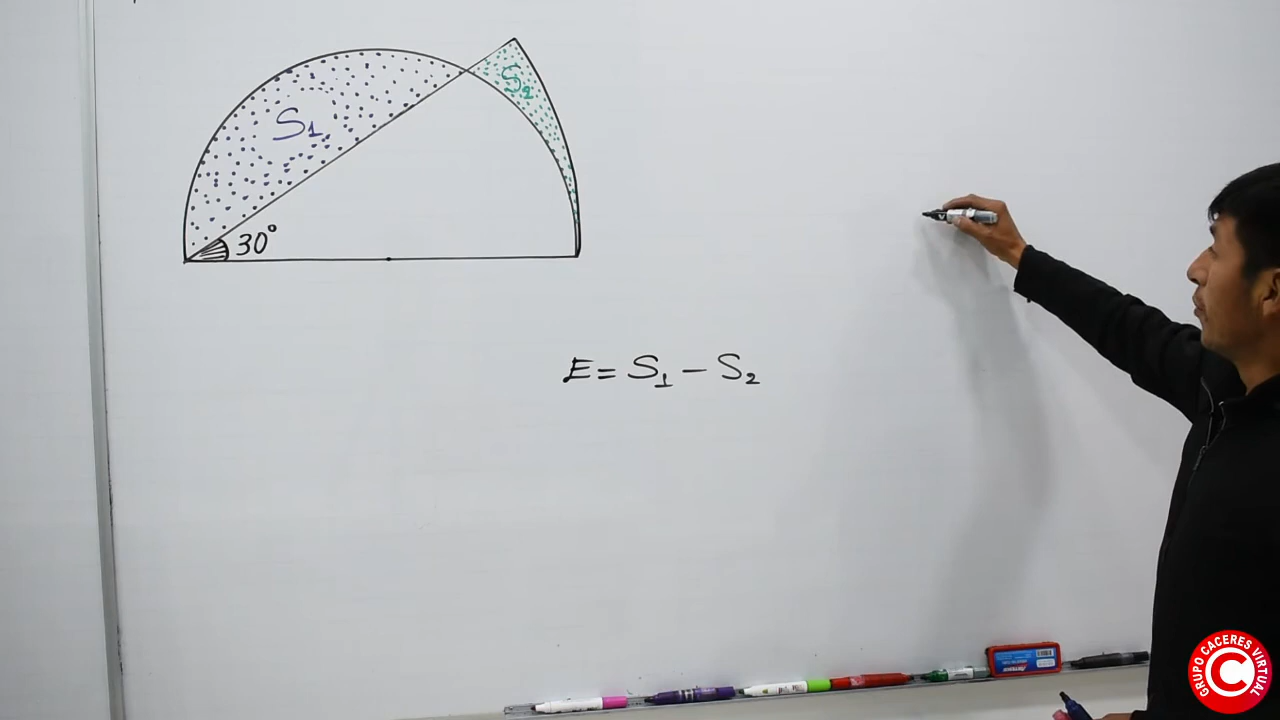 S₁
S₂
30°
E = S₁ - S₂
GRUPO CACERES VIRTUAL
C